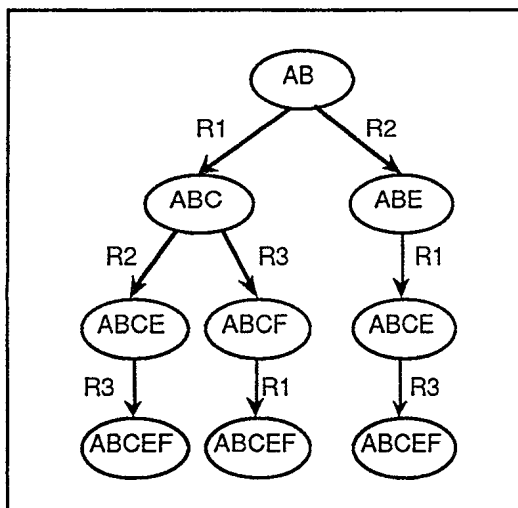 AB
R1 R2
ABC ABE
R2 R3 R1
ABCE ABCF ABCE
R3 R1 R3
ABCEF ABCEF ABCEF